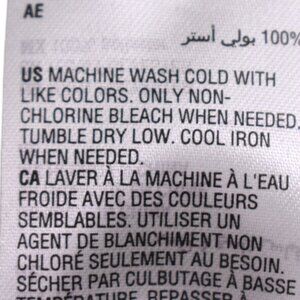 AE
100% بولي أستر
US MACHINE WASH COLD WITH
LIKE COLORS. ONLY NON-
CHLORINE BLEACH WHEN NEEDED.
TUMBLE DRY LOW. COOL IRON
WHEN NEEDED.
CA LAVER À LA MACHINE À L'EAU
FROIDE AVEC DES COULEURS
SEMBLABLES. UTILISER UN
AGENT DE BLANCHIMENT NON
CHLORÉ SEULEMENT AU BESOIN.
SÉCHER PAR CULBUTAGE À BASSE
TEMPÉRATURE. REPASSER